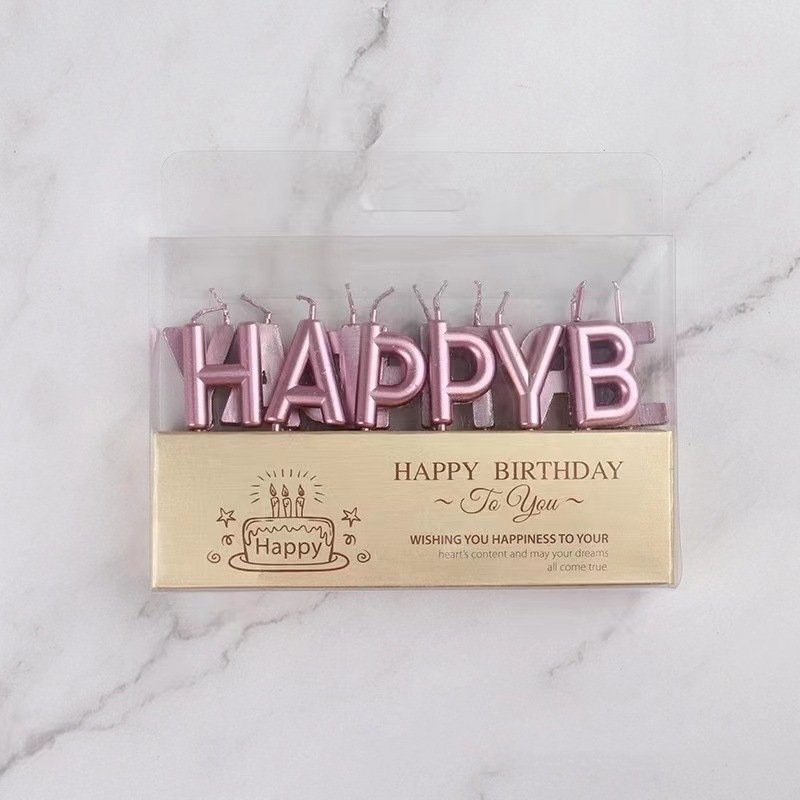 HAPPYB
HAPPY BIRTHDAY
~ To You ~
Happy
WISHING YOU HAPPINESS TO YOUR
heart's content and may your dreams
all come true.